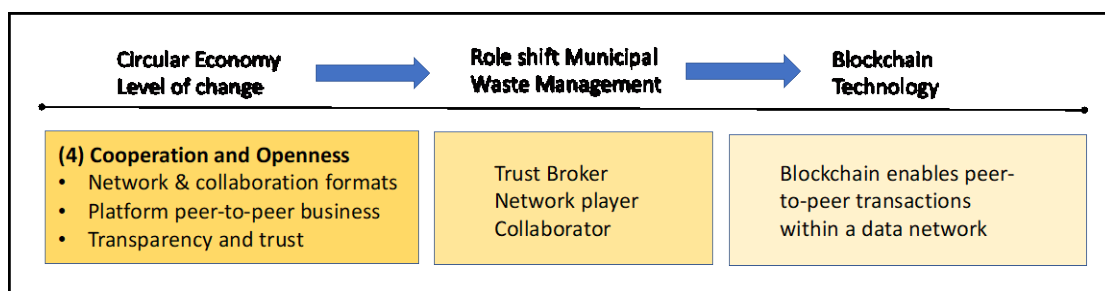 Circular Economy
Level of change
Role shift Municipal
Waste Management
Blockchain
Technology
(4) Cooperation and Openness
• Network & collaboration formats
• Platform peer-to-peer business
• Transparency and trust
Trust Broker
Network player
Collaborator
Blockchain enables peer-
to-peer transactions
within a data network